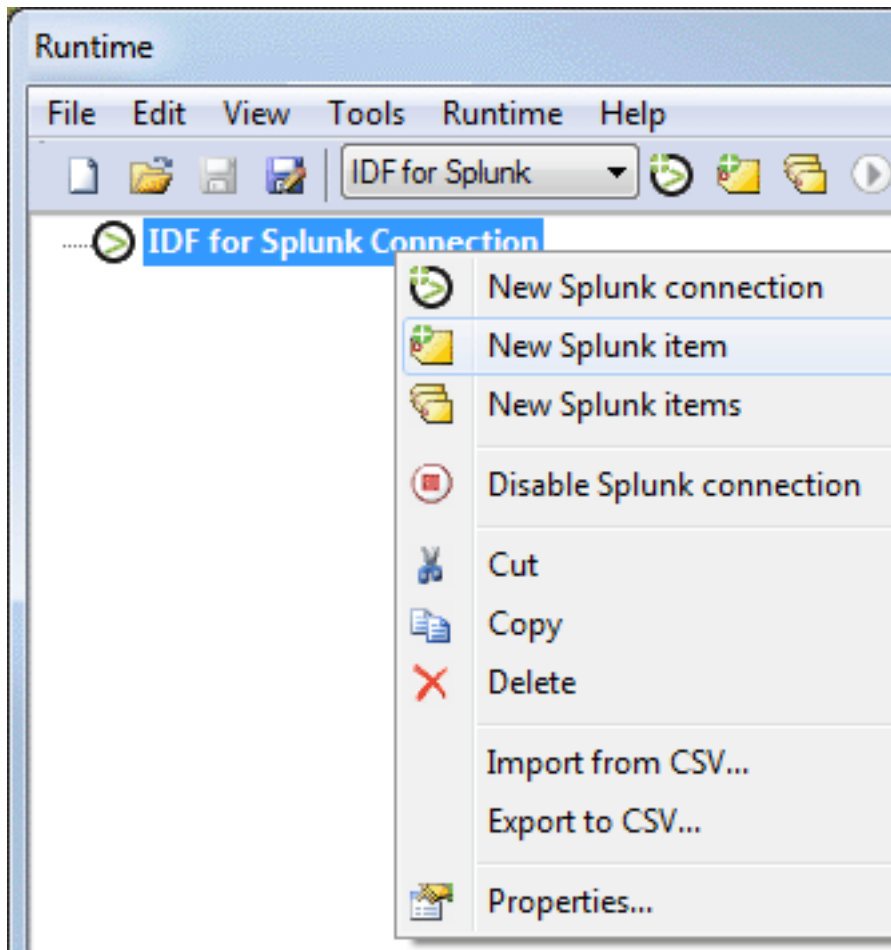 Runtime
File Edit View Tools Runtime Help
IDF for Splunk
IDF for Splunk Connection
New Splunk connection
New Splunk item
New Splunk items
Disable Splunk connection
Cut
Copy
Delete
Import from CSV...
Export to CSV...
Properties...